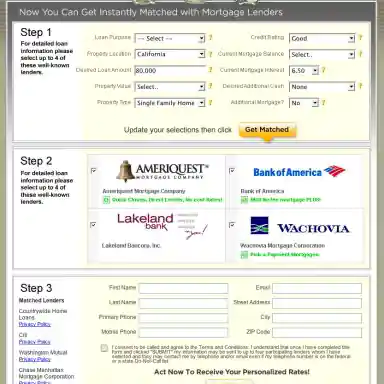 Now You Can Get Instantly Matched with Mortgage Lenders
Step 1
For detailed loan
information please
select up to 4 of
these well-known
lenders.
Loan Purpose --- Select --- ? Credit Rating Good ?
Property Location California ? Current Mortgage Balance Select.. ?
Desired Loan Amount 80,000 ? Current Mortgage Interest 6.50 ?
Property Value Select.. ? Desired Additional Cash None ?
Property Type Single Family Home ? Additional Mortgage? No ?
Update your selections then click Get Matched
Step 2
For detailed loan
information please
select up to 4 of
these well-known
lenders.
AMERIQUEST
MORTGAGE COMPANY
Ameriquest Mortgage Company
Quick Closes, Direct Lender, No cost Rates!
Bank of America
Bank of America
Lakeland
bank
Lakeland Bancorp, Inc.
WACHOVIA
Wachovia Mortgage Corporation
Pick a Payment Mortgages
Step 3
Matched Lenders
Countrywide Home
Loans
Privacy Policy
Citi
Privacy Policy
Washington Mutual
Privacy Policy
Chase Manhattan
Mortgage Corporation
Privacy Policy
First Name
Email
Last Name
Street Address
Primary Phone
City
Mobile Phone
ZIP Code
I consent to be called and agree to the Terms and Conditions. I understand that once I have completed this
form and clicked "SUBMIT" my information may be sent to up to four participating lenders whom I have
selected and they may contact me by telephone and/or email even if my telephone number is on the federal
or a state Do-Not-Call list
Act Now To Receive Your Personalized Rates!